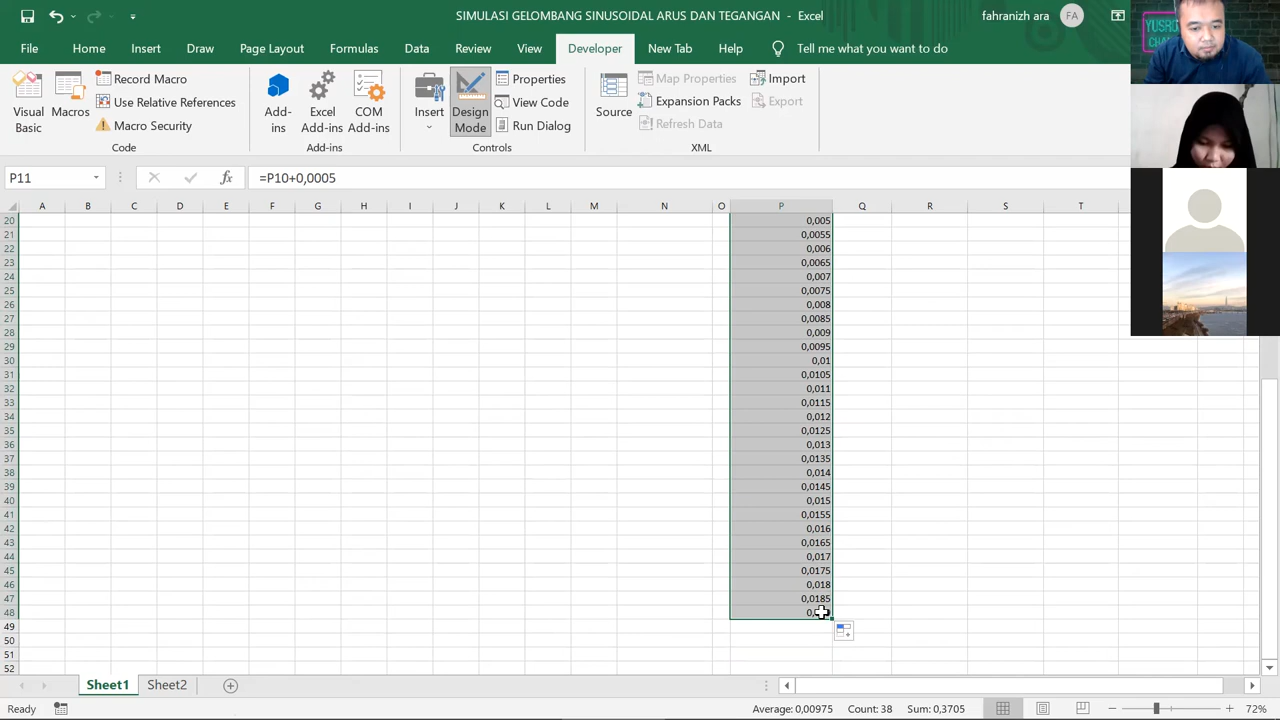 SIMULASI GELOMBANG SINUSOIDAL ARUS DAN TEGANGAN - Excel
fahranizh ara
FA
File Home Insert Draw Page Layout Formulas Data Review View Developer New Tab Help Tell me what you want to do
Visual Basic
Macros
Record Macro
Use Relative References
Macro Security
Code
Add-ins
Excel Add-ins
COM Add-ins
Add-ins
Insert
Design Mode
Properties
View Code
Run Dialog
Controls
Source
Map Properties
Expansion Packs
Refresh Data
Import
Export
XML
P11
fx
=P10+0,0005
A B C D E F G H I J K L M N O P Q R S T
20 0,005
21 0,0055
22 0,006
23 0,0065
24 0,007
25 0,0075
26 0,008
27 0,0085
28 0,009
29 0,0095
30 0,01
31 0,0105
32 0,011
33 0,0115
34 0,012
35 0,0125
36 0,013
37 0,0135
38 0,014
39 0,0145
40 0,015
41 0,0155
42 0,016
43 0,0165
44 0,017
45 0,0175
46 0,018
47 0,0185
48
49
50
51
52
Sheet1 Sheet2
Ready
Average: 0,00975 Count: 38 Sum: 0,3705
72%